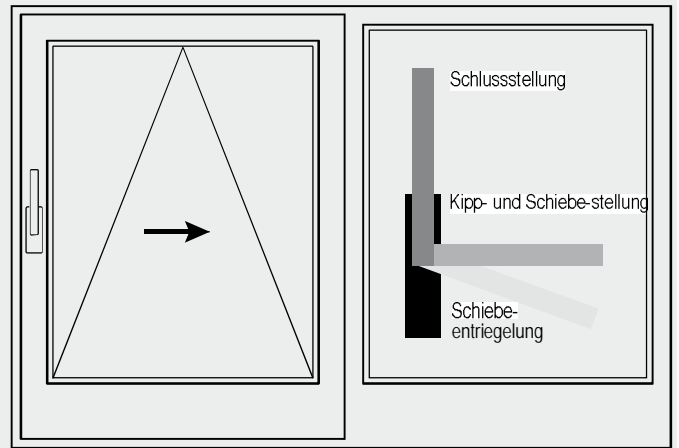 Schlussstellung
Kipp- und Schiebe-stellung
Schiebe-
entriegelung